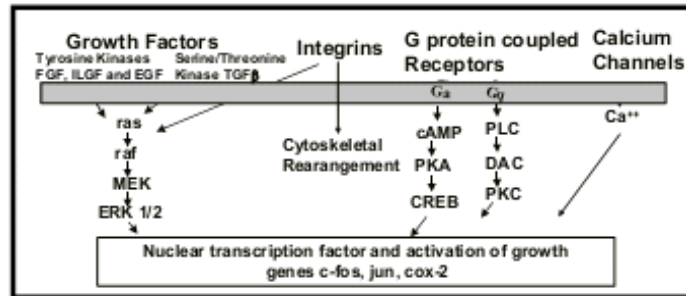 Growth Factors
Tyrosine Kinases
FGF, ILGF and EGF
Serine/Threonine
Kinase TGFβ
Integrins
G protein coupled
Receptors
Calcium
Channels
Ga
Gq
ras
raf
MEK
ERK 1/2
Cytoskeletal
Rearrangement
cAMP
PKA
CREB
PLC
DAC
PKC
Ca++
Nuclear transcription factor and activation of growth
genes c-fos, jun, cox-2